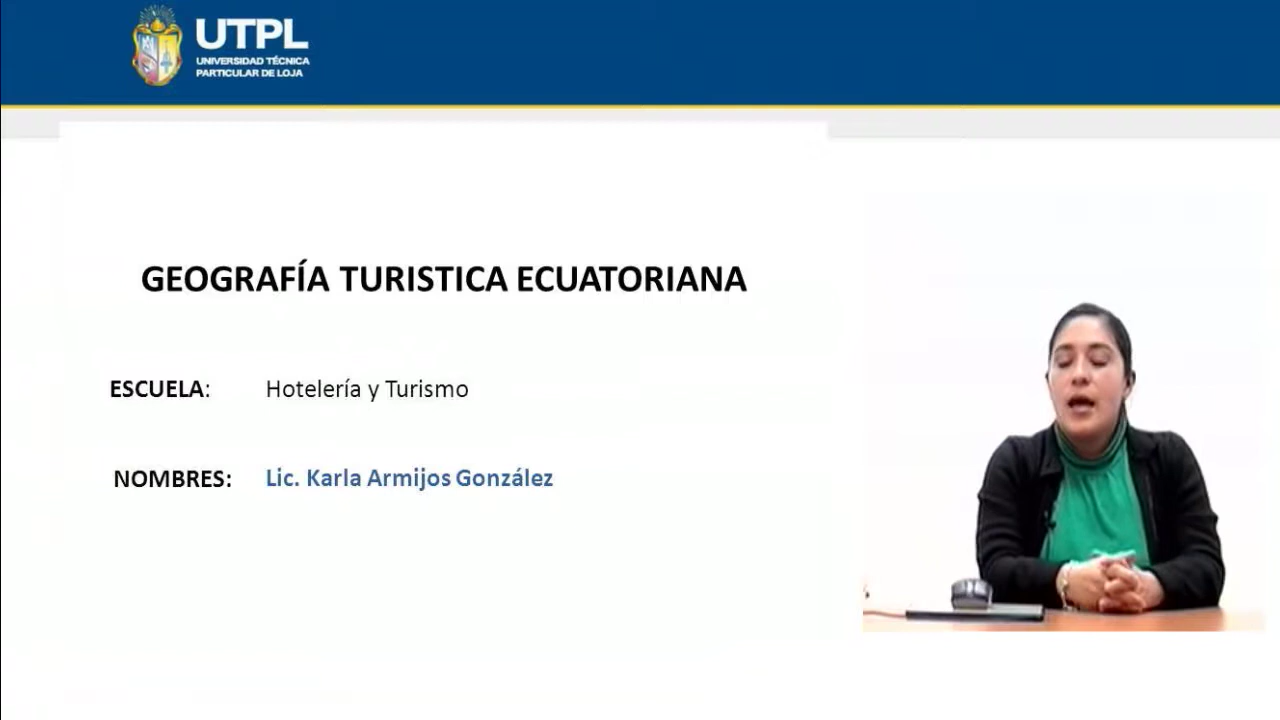 UTPL
UNIVERSIDAD TÉCNICA
PARTICULAR DE LOJA
GEOGRAFÍA TURISTICA ECUATORIANA
ESCUELA: Hotelería y Turismo
NOMBRES: Lic. Karla Armijos González